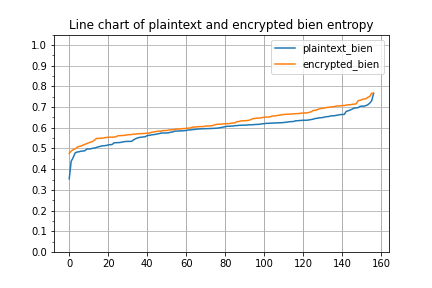 Line chart of plaintext and encrypted bien entropy
plaintext_bien
encrypted_bien
1.0
0.9
0.8
0.7
0.6
0.5
0.4
0.3
0.2
0.1
0.0
0 20 40 60 80 100 120 140 160